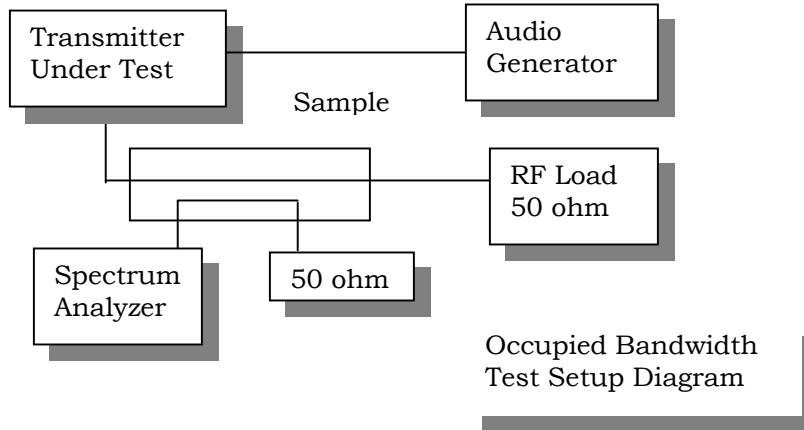 Transmitter
Under Test
Audio
Generator
Sample
RF Load
50 ohm
Spectrum
Analyzer
50 ohm
Occupied Bandwidth
Test Setup Diagram